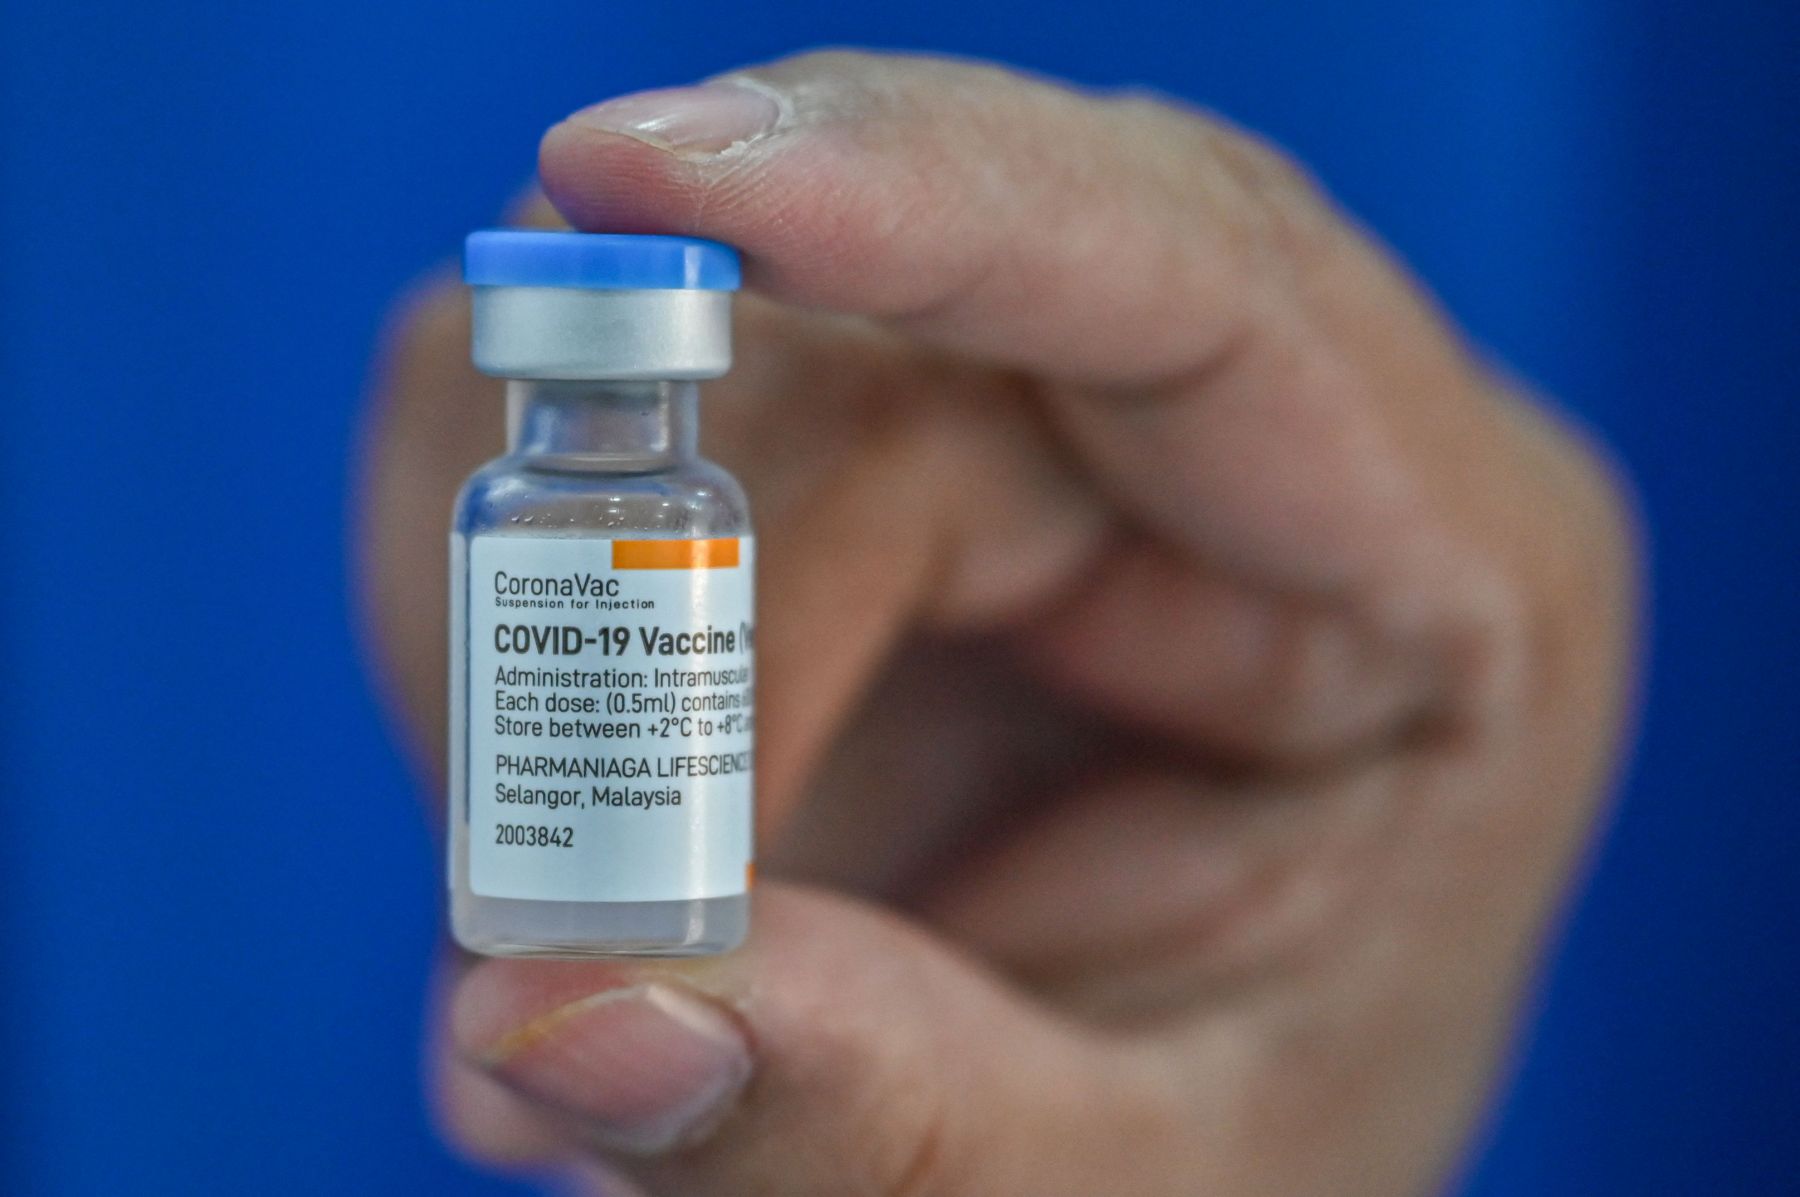 CoronaVac
Suspension for Injection
COVID-19 Vaccine
Administration: Intramuscular
Each dose: (0.5ml) contains
Store between +2°C to +8°C
PHARMANIAGA LIFESCIENCE
Selangor, Malaysia
2003842